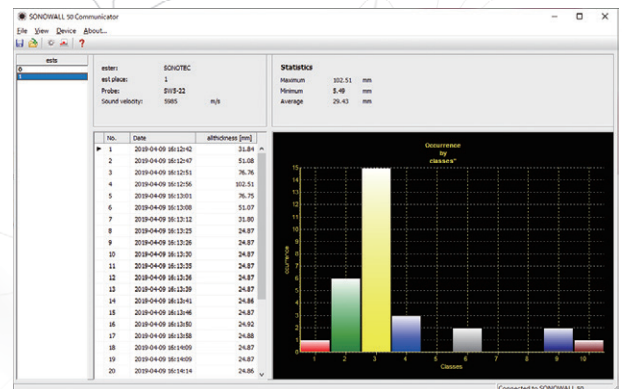 SONOWALL 50 Communicator
File View Device About...
ests
0
1
ester: SONOTEC
est place: 1
Probe: SW5-22
Sound velocity: 5985 m/s
Statistics
Maximum 102.51 mm
Minimum 5.49 mm
Average 29.43 mm
No. Date allthickness [mm]
1 2019-04-09 16:12:42 31.84
2 2019-04-09 16:12:47 51.08
3 2019-04-09 16:12:51 76.76
4 2019-04-09 16:12:56 102.51
5 2019-04-09 16:13:01 76.75
6 2019-04-09 16:13:08 51.07
7 2019-04-09 16:13:12 31.80
8 2019-04-09 16:13:25 24.87
9 2019-04-09 16:13:26 24.87
10 2019-04-09 16:13:30 24.87
11 2019-04-09 16:13:35 24.87
12 2019-04-09 16:13:36 24.87
13 2019-04-09 16:13:39 24.87
14 2019-04-09 16:13:41 24.86
15 2019-04-09 16:13:46 24.87
16 2019-04-09 16:13:50 24.92
17 2019-04-09 16:13:58 24.88
18 2019-04-09 16:14:09 24.87
19 2019-04-09 16:14:09 24.87
20 2019-04-09 16:14:14 24.86
Occurrence
by
classes"
15
14
13
12
11
10
9
8
7
6
5
4
3
2
1
0
ccurrence
1 2 3 4 5 6 7 8 9 10
Classes
Connected to SONOWALL 50